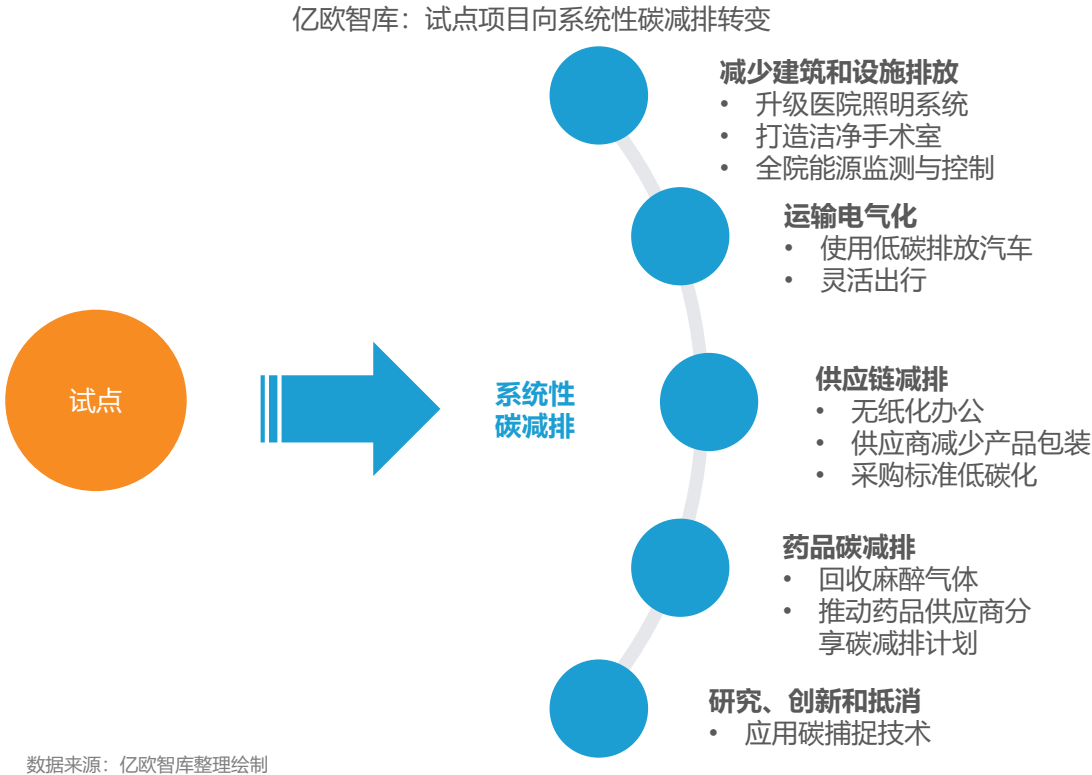 亿欧智库：试点项目向系统性碳减排转变
减少建筑和设施排放
• 升级医院照明系统
• 打造洁净手术室
• 全院能源监测与控制
运输电气化
• 使用低碳排放汽车
• 灵活出行
试点
系统性
碳减排
供应链减排
• 无纸化办公
• 供应商减少产品包装
• 采购标准低碳化
药品碳减排
• 回收麻醉气体
• 推动药品供应商分
享碳减排计划
研究、创新和抵消
• 应用碳捕捉技术
数据来源：亿欧智库整理绘制